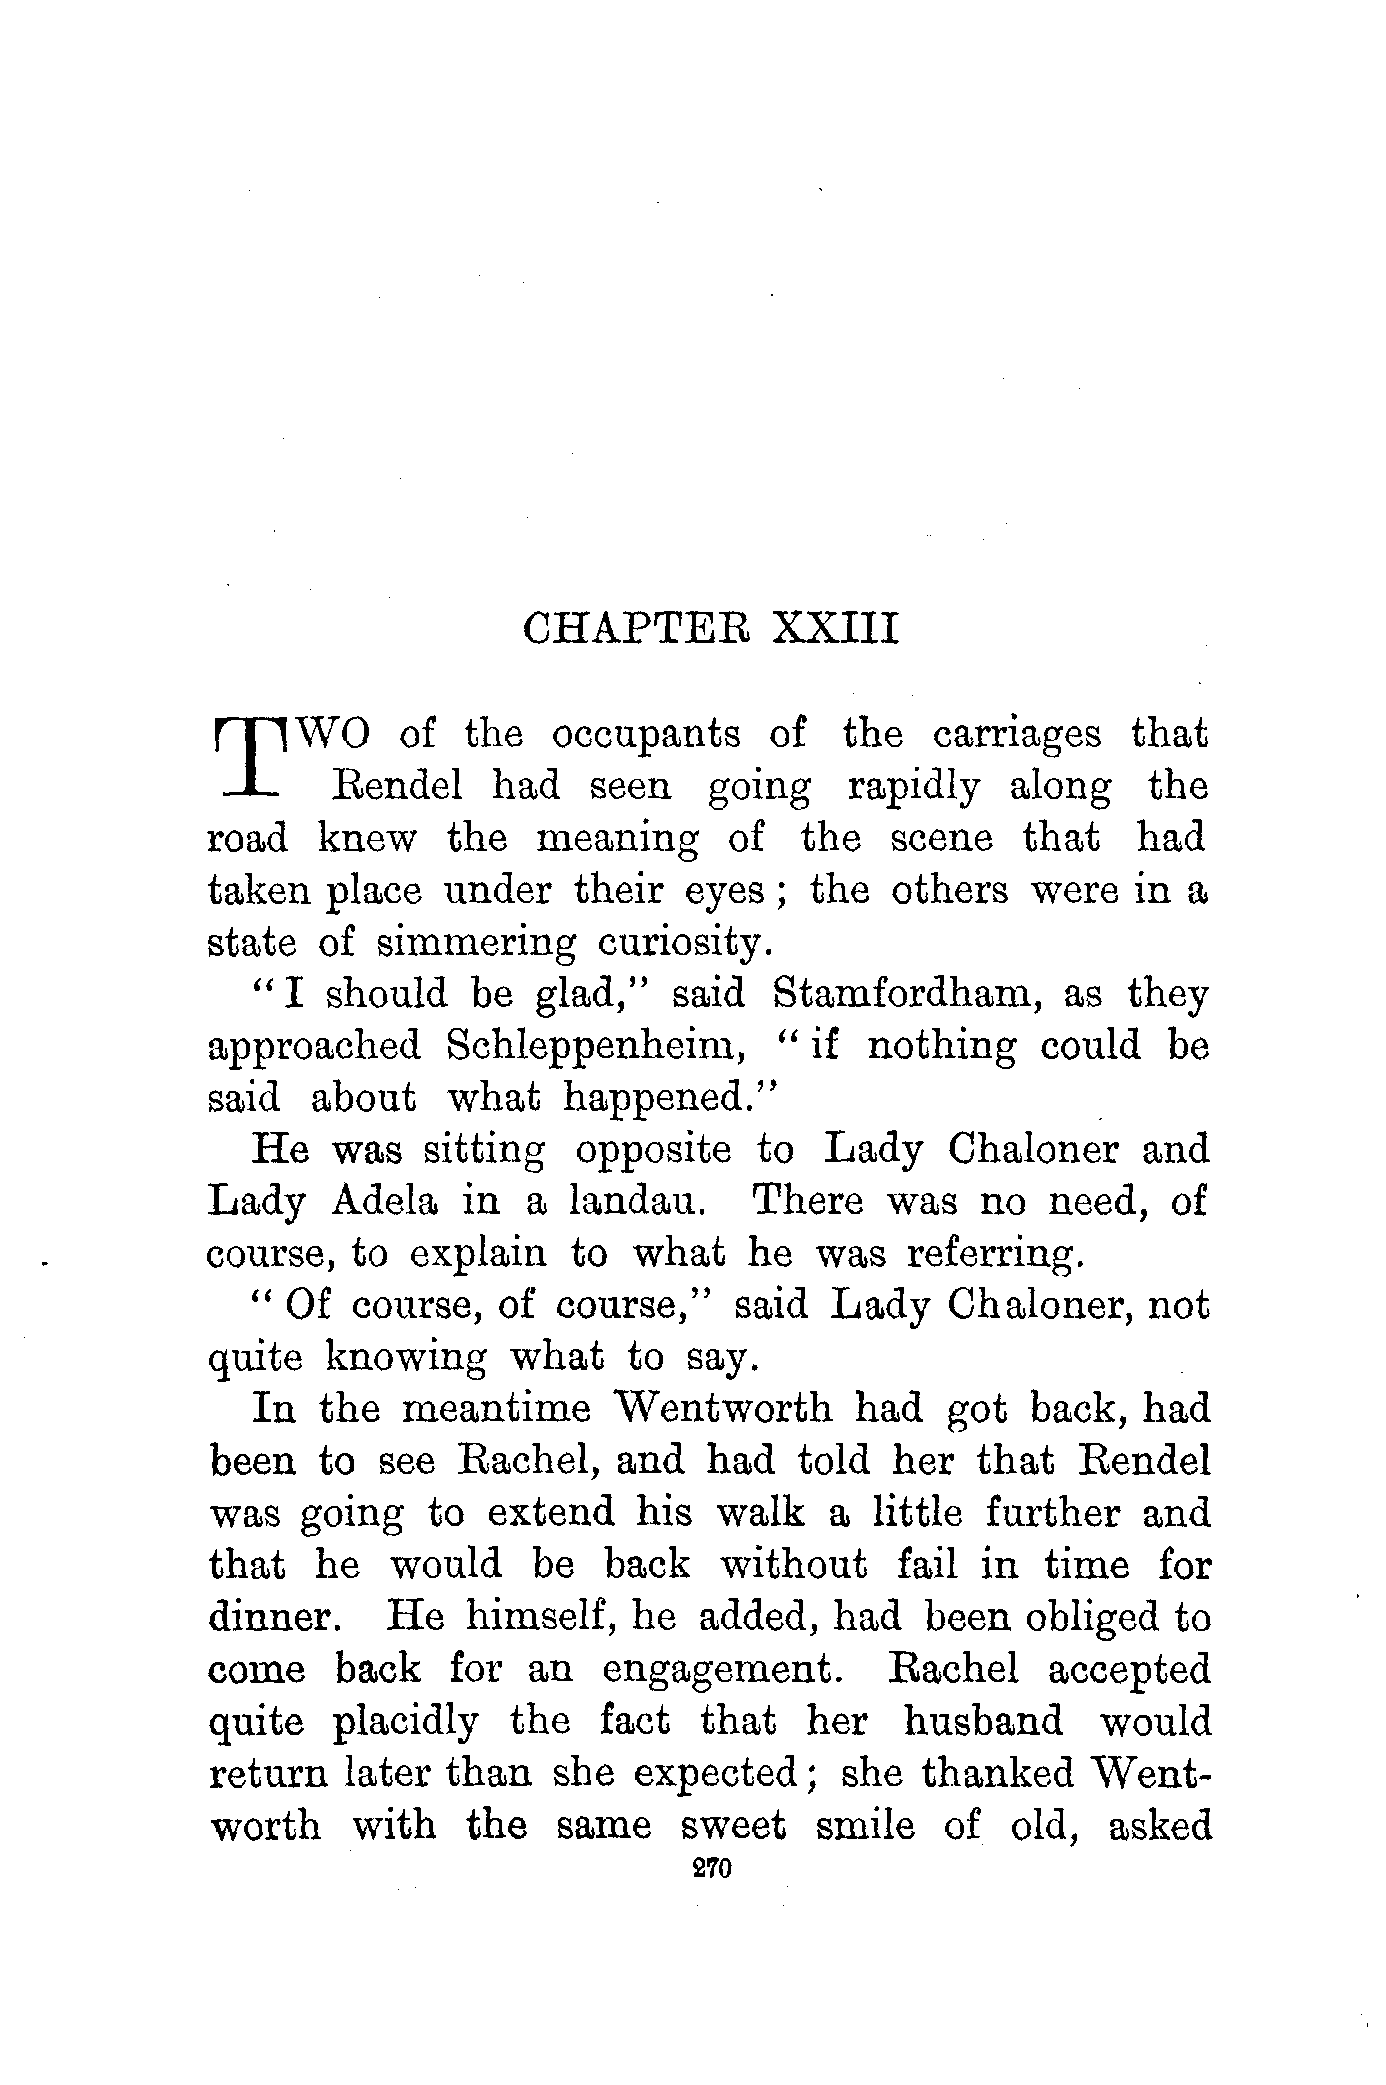 CHAPTER XXIII
TWO of the occupants of the carriages that
Rendel had seen going rapidly along the
road knew the meaning of the scene that had
taken place under their eyes ; the others were in a
state of simmering curiosity.
“ I should be glad,” said Stamfordham, as they
approached Schleppenheim, “ if nothing could be
said about what happened.”
He was sitting opposite to Lady Chaloner and
Lady Adela in a landau. There was no need, of
course, to explain to what he was referring.
“ Of course, of course,” said Lady Chaloner, not
quite knowing what to say.
In the meantime Wentworth had got back, had
been to see Rachel, and had told her that Rendel
was going to extend his walk a little further and
that he would be back without fail in time for
dinner. He himself, he added, had been obliged to
come back for an engagement. Rachel accepted
quite placidly the fact that her husband would
return later than she expected ; she thanked Went-
worth with the same sweet smile of old, asked
270